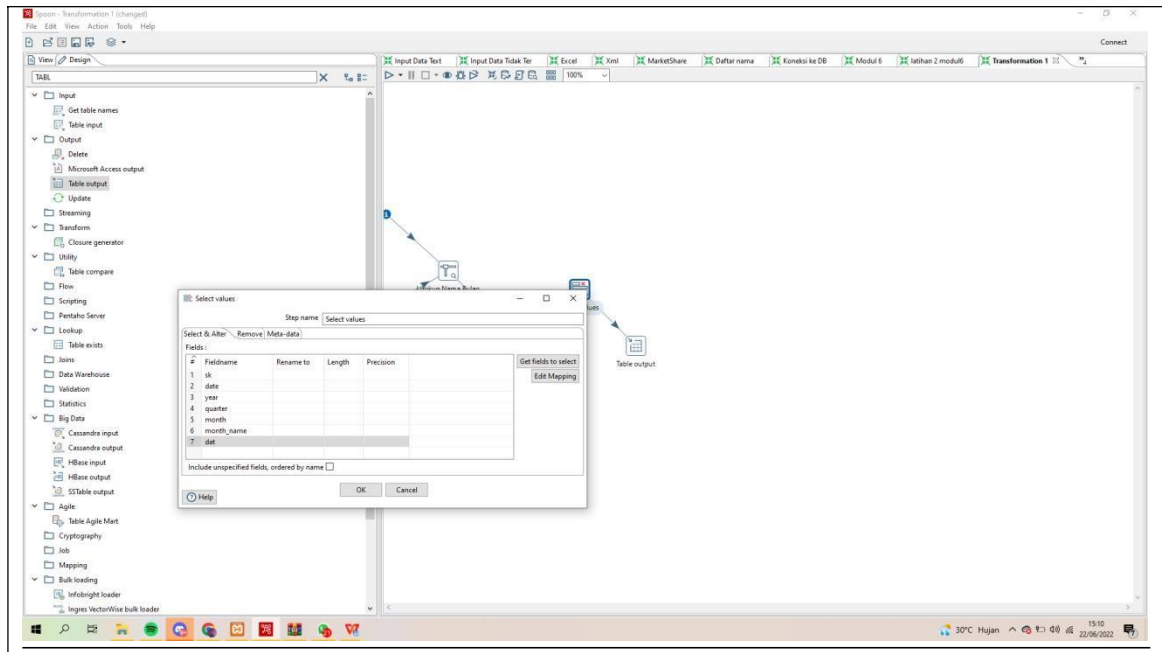 Spoon - Transformation 1 (changed)
File Edit View Action Tools Help
Connect
View Design
Input Data Text Input Data Tidak Ter Excel Xml MarketShare Daftar nama Koneksi ke DB Modul 6 latihan 2 modul6 Transformation 1
TABL
100%
Input
Get table names
Table input
Output
Delete
Microsoft Access output
Table output
Update
Streaming
Transform
Closure generator
Utility
Table compare
Flow
Scripting
Pentaho Server
Lookup
Table exists
Joins
Data Warehouse
Validation
Statistics
Big Data
Cassandra input
Cassandra output
HBase input
HBase output
SSTable output
Agile
Table Agile Mart
Cryptography
Job
Mapping
Bulk loading
Infobright loader
Ingres VectorWise bulk loader
Lookup Nama Bulan
Table output
Select values
Step name Select values
Select & Alter Remove Meta-data
Fields :
# Fieldname Rename to Length Precision
1 sk
2 date
3 year
4 quarter
5 month
6 month_name
7 dat
Get fields to select
Edit Mapping
Include unspecified fields, ordered by name
OK Cancel
Help
30°C Hujan
15:10
22/06/2022